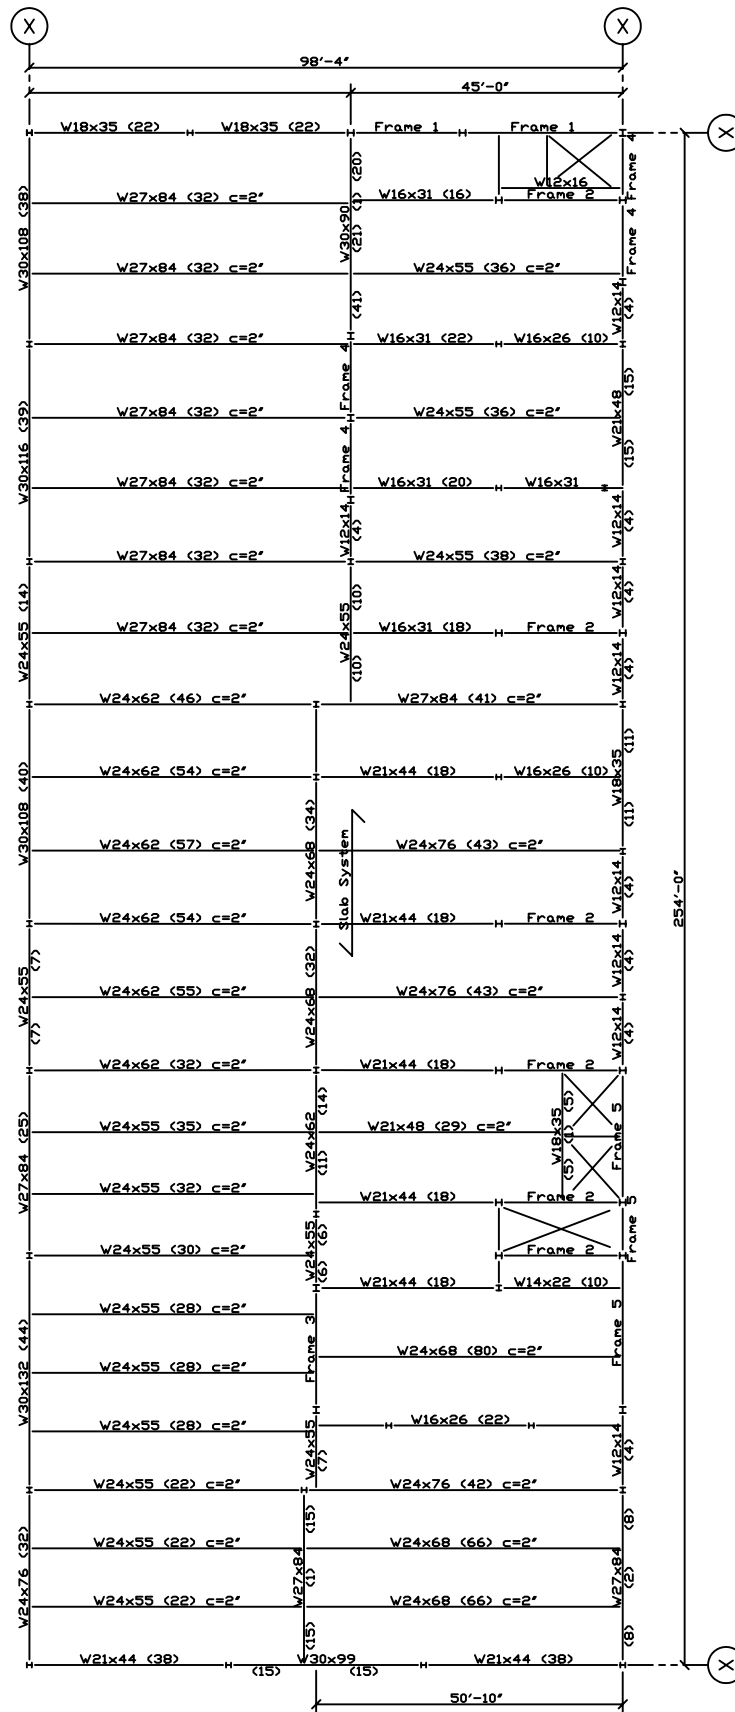 X X
98'-4"
45'-0"
W18x35 (22) W18x35 (22) Frame 1 Frame 1
X
(20)
Frame 4
W12x16
W27x84 (32) c=2" W16x31 (16) Frame 2
(38)
(1)
W30x108
W30x90
(21)
Frame 4
W27x84 (32) c=2" W24x55 (36) c=2"
(41)
W12x14
(4)
W27x84 (32) c=2" W16x31 (22) W16x26 (10)
Frame 4
(15)
W27x84 (32) c=2" W24x55 (36) c=2"
W30x116 (39)
Frame 4
W21x48
(15)
W27x84 (32) c=2" W16x31 (20) W16x31
W12x14
(4)
W12x14
(4)
W27x84 (32) c=2" W24x55 (38) c=2"
W24x55 (14)
(10)
W12x14
(4)
W27x84 (32) c=2" W16x31 (18) Frame 2
W24x55
(10)
W12x14
(4)
W24x62 (46) c=2" W27x84 (41) c=2"
(11)
W24x62 (54) c=2" W21x44 (18) W16x26 (10)
W30x108 (40)
W24x68 (34)
W18x35
(11)
Slab System
W24x62 (57) c=2" W24x76 (43) c=2"
W12x14
(4)
254'-0"
W24x62 (54) c=2" W21x44 (18) Frame 2
(7)
W24x55
W24x68 (32)
W12x14
(4)
W24x62 (55) c=2" W24x76 (43) c=2"
(7)
W12x14
(4)
W24x62 (32) c=2" W21x44 (18) Frame 2
(14)
(5)
W24x55 (35) c=2" W21x48 (29) c=2"
W27x84 (25)
W24x62
(11)
W18x35
(1)
(5)
Frame 5
W24x55 (32) c=2" W21x44 (18) Frame 2
W24x55
(6)
Frame 5
W24x55 (30) c=2" Frame 2
(6)
W21x44 (18) W14x22 (10)
W24x55 (28) c=2"
W30x132 (44)
Frame 3
Frame 5
W24x68 (80) c=2"
W24x55 (28) c=2"
W24x55 (28) c=2" W16x26 (22)
W24x55
(7)
W12x14
(4)
W24x55 (22) c=2" W24x76 (42) c=2"
(15)
(8)
W24x55 (22) c=2" W24x68 (66) c=2"
W24x76 (32)
W27x84
(1)
W27x84
(2)
W24x55 (22) c=2" W24x68 (66) c=2"
(15)
(8)
W21x44 (38) W30x99 W21x44 (38)
(15) (15)
X
50'-10"